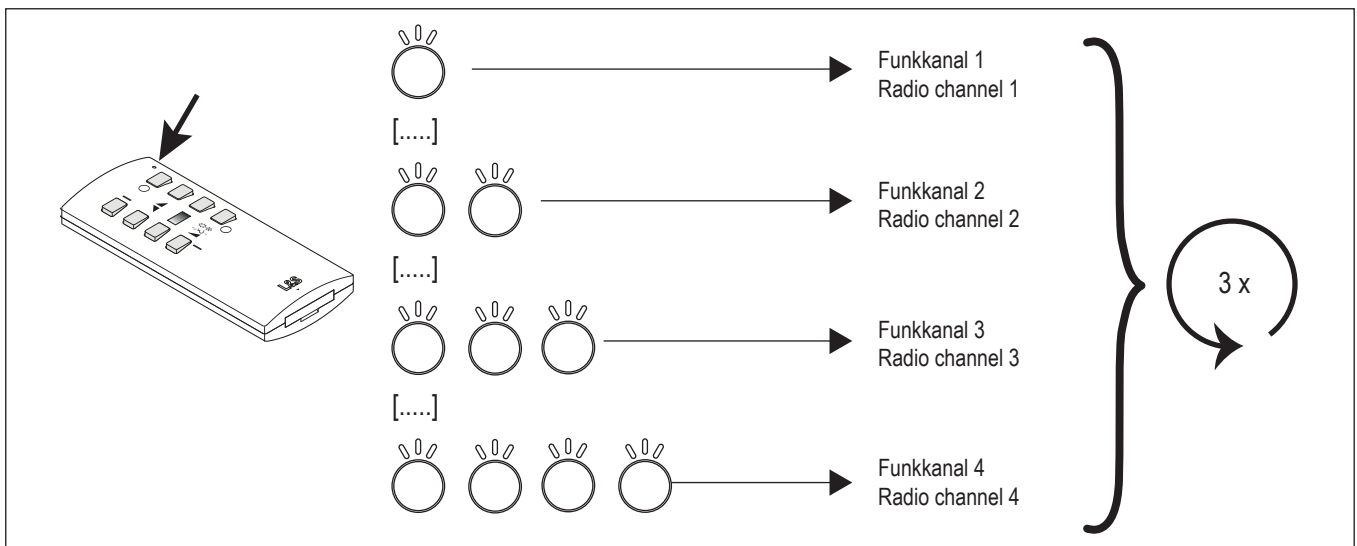 Funkkanal 1
Radio channel 1
[.....]
Funkkanal 2
Radio channel 2
[.....]
Funkkanal 3
Radio channel 3
[.....]
Funkkanal 4
Radio channel 4
3 x